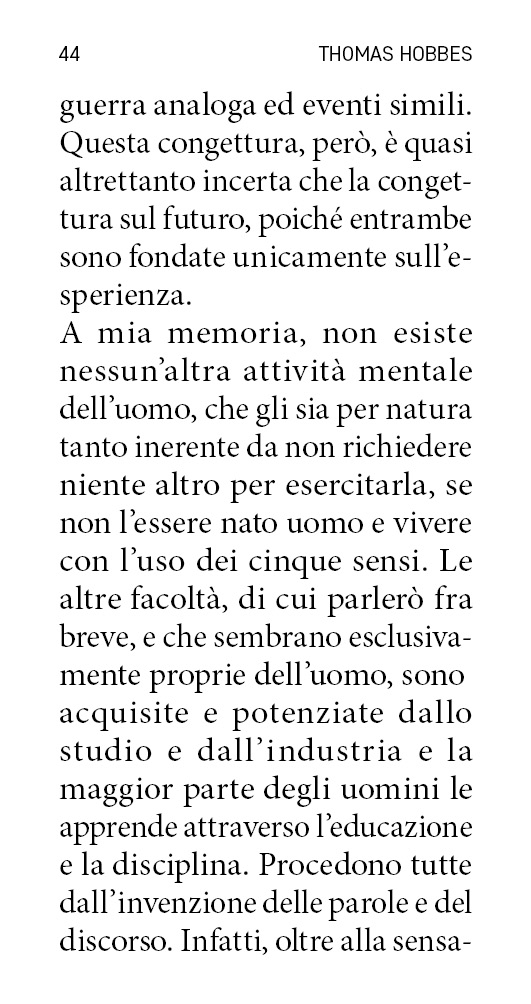 44 THOMAS HOBBES
guerra analoga ed eventi simili.
Questa congettura, però, è quasi
altrettanto incerta che la conget-
tura sul futuro, poiché entrambe
sono fondate unicamente sull’e-
sperienza.
A mia memoria, non esiste
nessun’altra attività mentale
dell’uomo, che gli sia per natura
tanto inerente da non richiedere
niente altro per esercitarla, se
non l’essere nato uomo e vivere
con l’uso dei cinque sensi. Le
altre facoltà, di cui parlerò fra
breve, e che sembrano esclusiva-
mente proprie dell’uomo, sono
acquisite e potenziate dallo
studio e dall’industria e la
maggior parte degli uomini le
apprende attraverso l’educazione
e la disciplina. Procedono tutte
dall’invenzione delle parole e del
discorso. Infatti, oltre alla sensa-